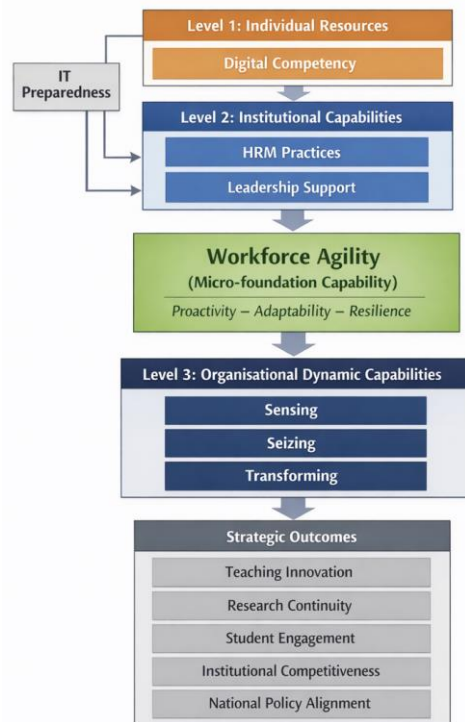 Level 1: Individual Resources
Digital Competency
IT
Preparedness
Level 2: Institutional Capabilities
HRM Practices
Leadership Support
Workforce Agility
(Micro-foundation Capability)
Proactivity – Adaptability – Resilience
Level 3: Organisational Dynamic Capabilities
Sensing
Seizing
Transforming
Strategic Outcomes
Teaching Innovation
Research Continuity
Student Engagement
Institutional Competitiveness
National Policy Alignment